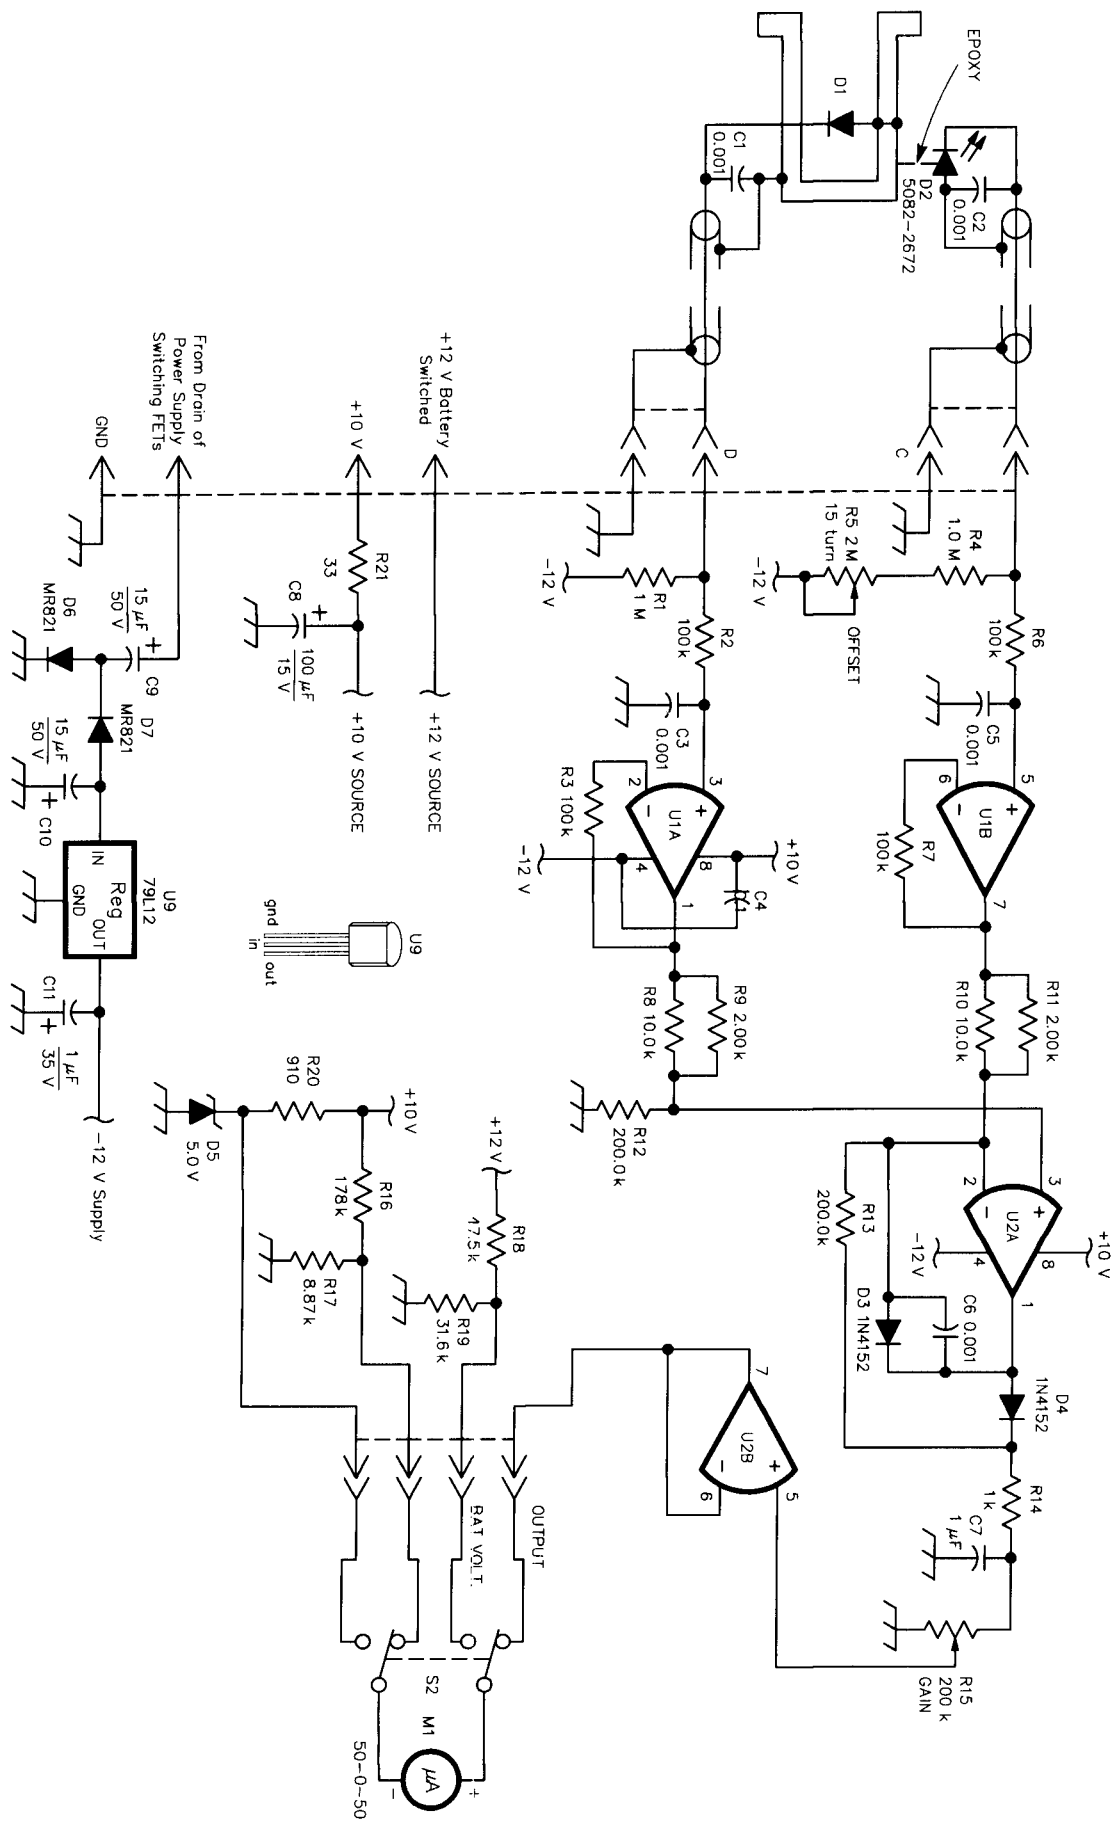 EPOXY
D1
C1
0.001
D2
5082-2672
C2
0.001
C
D
R4
1.0 M
R5 2 M
15 turn
OFFSET
-12 V
R6
100k
C5
0.001
5
6
+
-
U1B
7
R7
100k
R11 2.00k
R10 10.0k
R1
1 M
-12 V
R2
100k
C3
0.001
3
2
+
-
U1A
8
4
1
R3 100k
+10 V
-12 V
C4
R9 2.00k
R8 10.0k
R12
200.0k
3
2
+
-
U2A
8
4
1
+10 V
-12 V
R13
200.0k
C6 0.001
D3 1N4152
D4
1N4152
R14
1k
C7
1 μF
R15
200 k
GAIN
5
6
+
-
U2B
7
+12 V Battery
Switched
+12 V SOURCE
+10 V
R21
33
C8
+
100 μF
15 V
+10 V SOURCE
From Drain of
Power Supply
Switching FETs
GND
D6
MR821
15 μF
50 V
+
C9
D7
MR821
15 μF
50 V
+
C10
U9
79L12
IN
Reg
OUT
GND
C11
+
1 μF
35 V
-12 V Supply
U9
gnd
in
out
+12 V
R18
47.5 k
R19
31.6 k
+10 V
R20
910
D5
5.0 V
R16
178k
R17
8.87k
OUTPUT
BAT VOLT.
S2
M1
μA
+
-
50-0-50